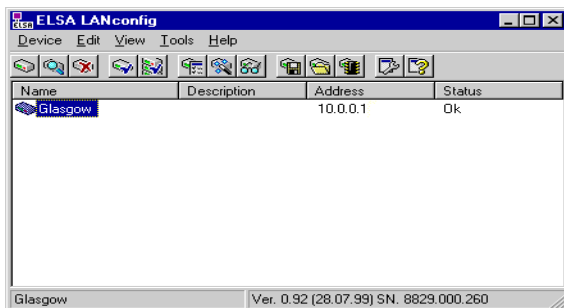 ELSA LANconfig
Device Edit View Tools Help
Name Description Address Status
Glasgow 10.0.0.1 Ok
Glasgow Ver. 0.92 (28.07.99) SN. 8829.000.260